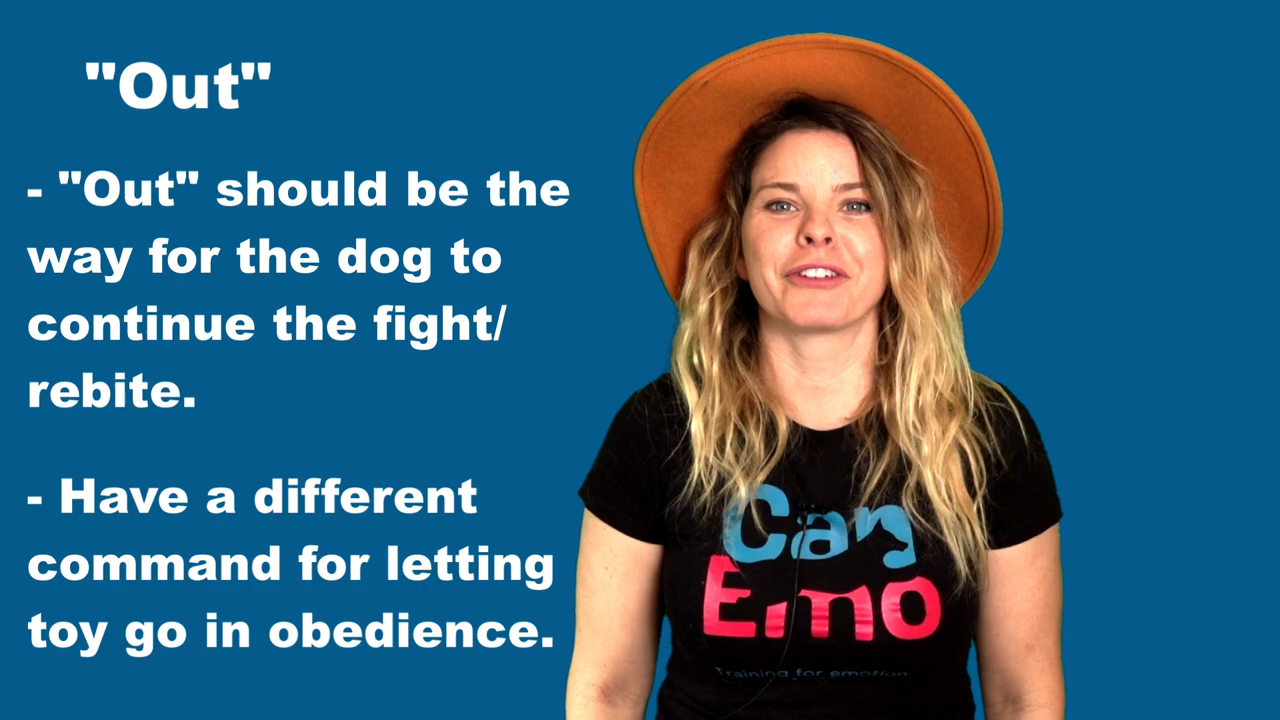 "Out"
- "Out" should be the
way for the dog to
continue the fight/
rebite.
- Have a different
command for letting
toy go in obedience.
Can
Emo
Training for emotion